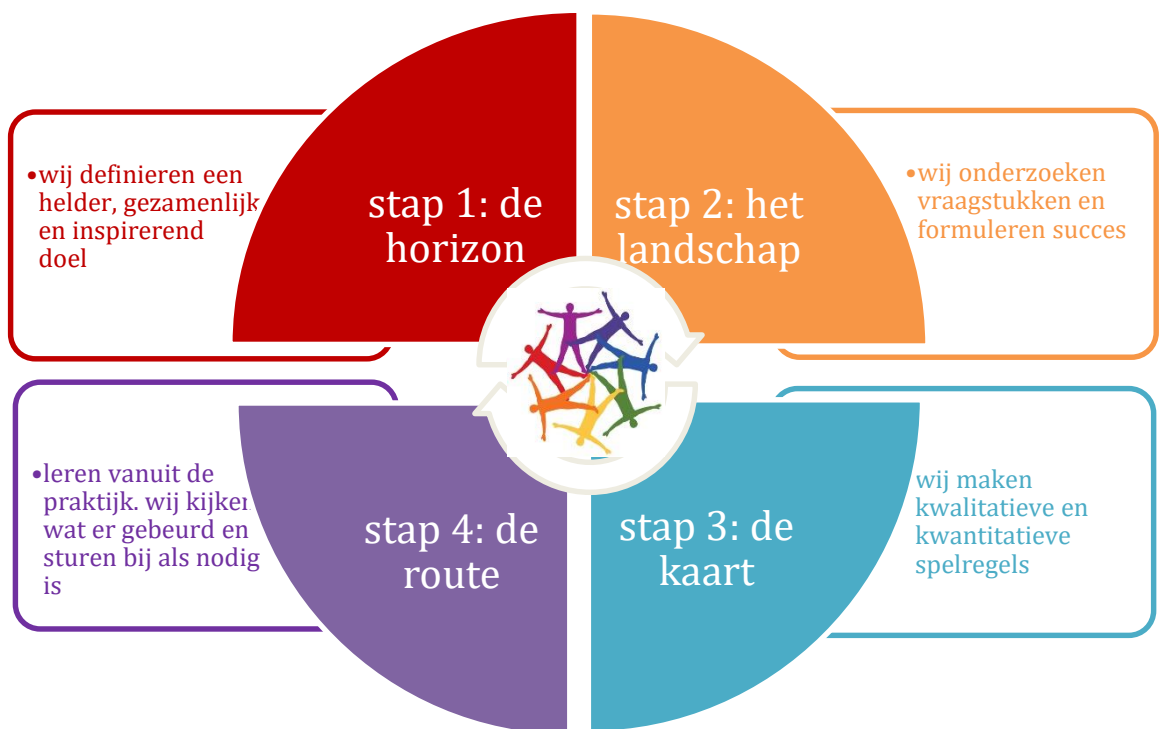 •wij definieren een
helder, gezamenlijk
en inspirerend
doel
stap 1: de
horizon
stap 2: het
landschap
•wij onderzoeken
vraagstukken en
formuleren succes
•leren vanuit de
praktijk. wij kijken
wat er gebeurd en
sturen bij als nodig
is
stap 4: de
route
stap 3: de
kaart
wij maken
kwalitatieve en
kwantitatieve
spelregels